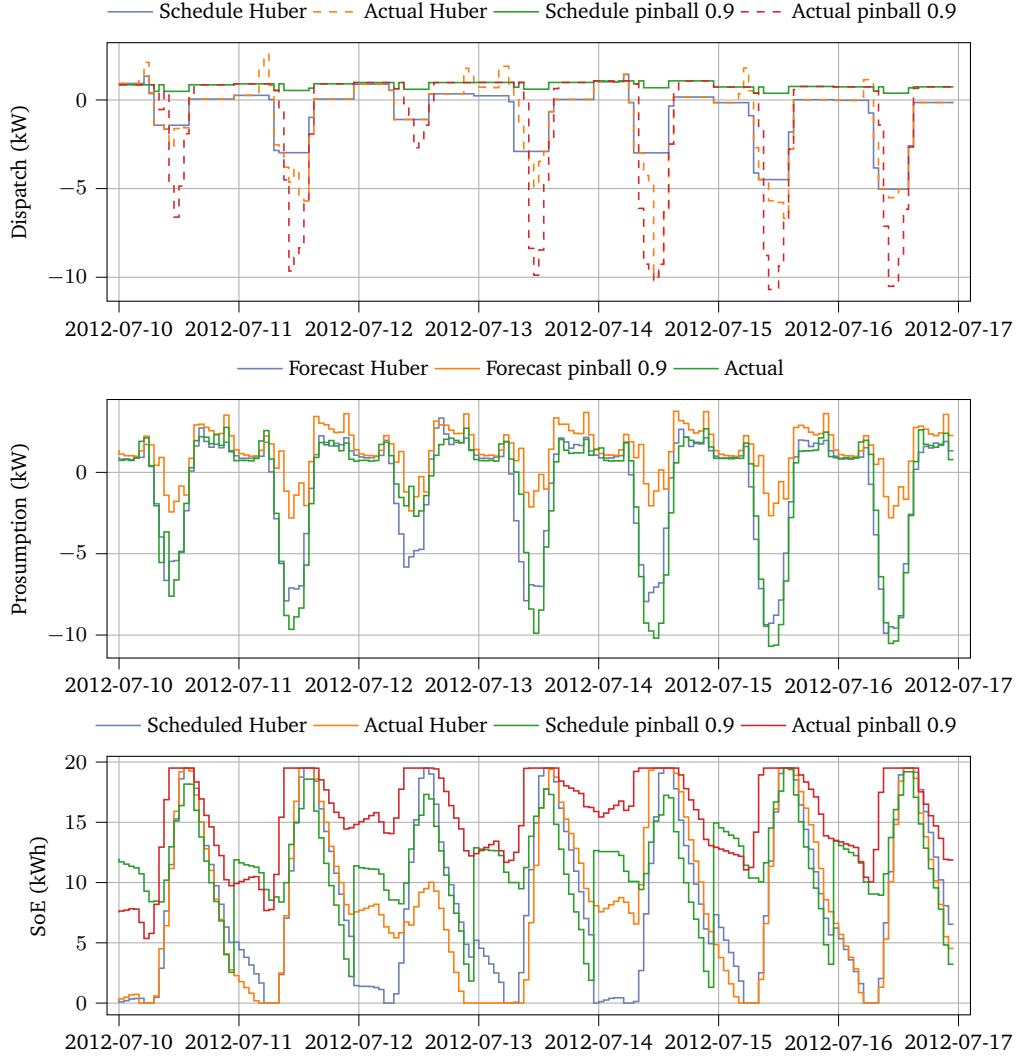 Schedule Huber Actual Huber Schedule pinball 0.9 Actual pinball 0.9
0
−5
−10
Dispatch (kW)
2012-07-10 2012-07-11 2012-07-12 2012-07-13 2012-07-14 2012-07-15 2012-07-16 2012-07-17
Forecast Huber Forecast pinball 0.9 Actual
0
−5
−10
Prosumption (kW)
2012-07-10 2012-07-11 2012-07-12 2012-07-13 2012-07-14 2012-07-15 2012-07-16 2012-07-17
Scheduled Huber Actual Huber Schedule pinball 0.9 Actual pinball 0.9
20
15
10
5
0
SoE (kWh)
2012-07-10 2012-07-11 2012-07-12 2012-07-13 2012-07-14 2012-07-15 2012-07-16 2012-07-17